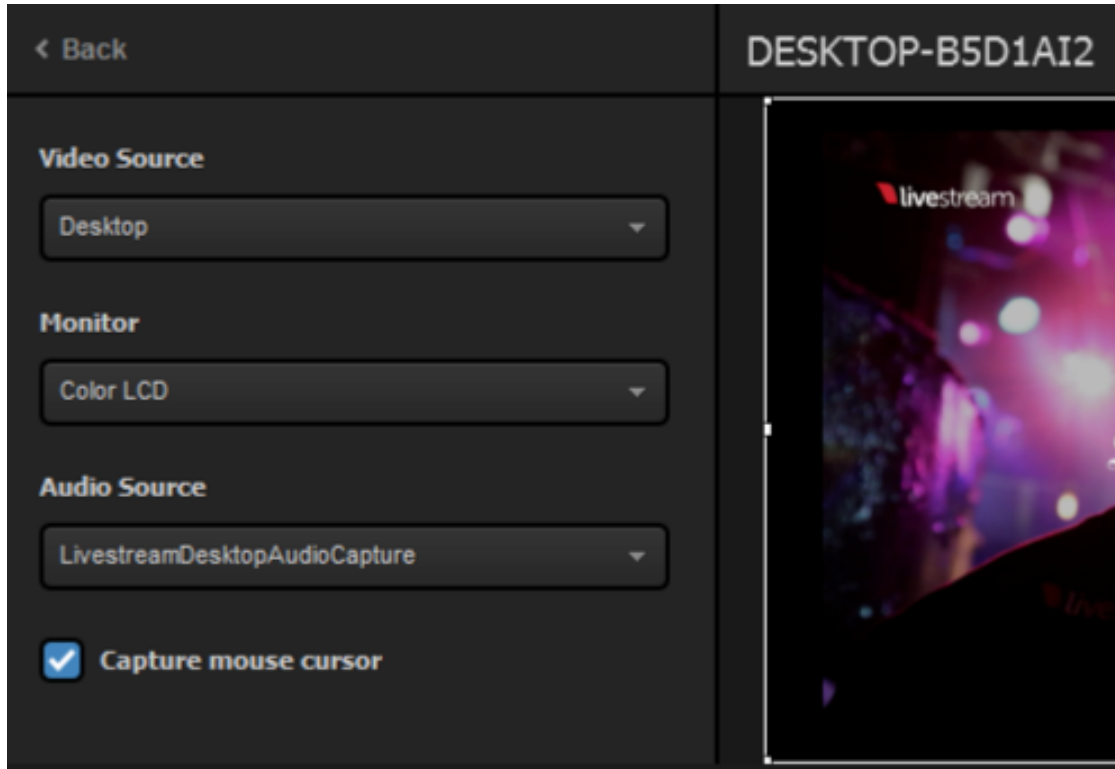 Back
DESKTOP-B5D1AI2
Video Source
Desktop
Monitor
Color LCD
Audio Source
LivestreamDesktopAudioCapture
Capture mouse cursor
livestream